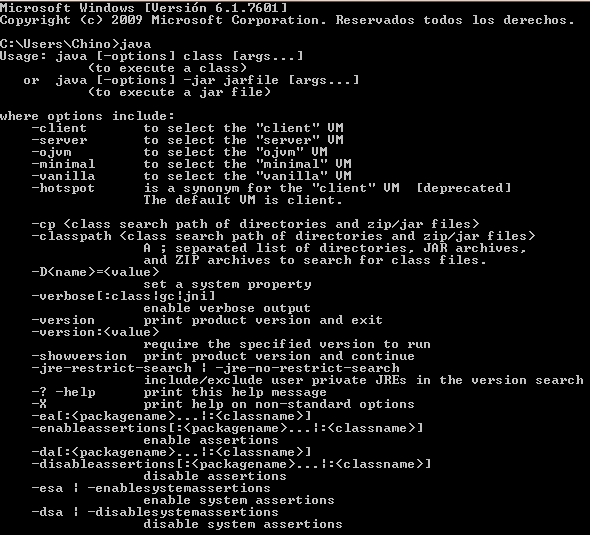 Microsoft Windows [Versión 6.1.7601]
Copyright (c) 2009 Microsoft Corporation. Reservados todos los derechos.
C:\Users\Chino>java
Usage: java [-options] class [args...]
(to execute a class)
or java [-options] -jar jarfile [args...]
(to execute a jar file)
where options include:
-client to select the "client" VM
-server to select the "server" VM
-ojvm to select the "ojvm" VM
-minimal to select the "minimal" VM
-vanilla to select the "vanilla" VM
-hotspot is a synonym for the "client" VM [deprecated]
The default VM is client.
-cp <class search path of directories and zip/jar files>
-classpath <class search path of directories and zip/jar files>
A ; separated list of directories, JAR archives,
and ZIP archives to search for class files.
-D<name>=<value>
set a system property
-verbose[:class|gc|jni]
enable verbose output
-version print product version and exit
-version:<value>
require the specified version to run
-showversion print product version and continue
-jre-restrict-search | -jre-no-restrict-search
include/exclude user private JREs in the version search
-? -help print this help message
-X print help on non-standard options
-ea[:<packagename>...|:<classname>]
-enableassertions[:<packagename>...|:<classname>]
enable assertions
-da[:<packagename>...|:<classname>]
-disableassertions[:<packagename>...|:<classname>]
disable assertions
-esa | -enablesystemassertions
enable system assertions
-dsa | -disablesystemassertions
disable system assertions